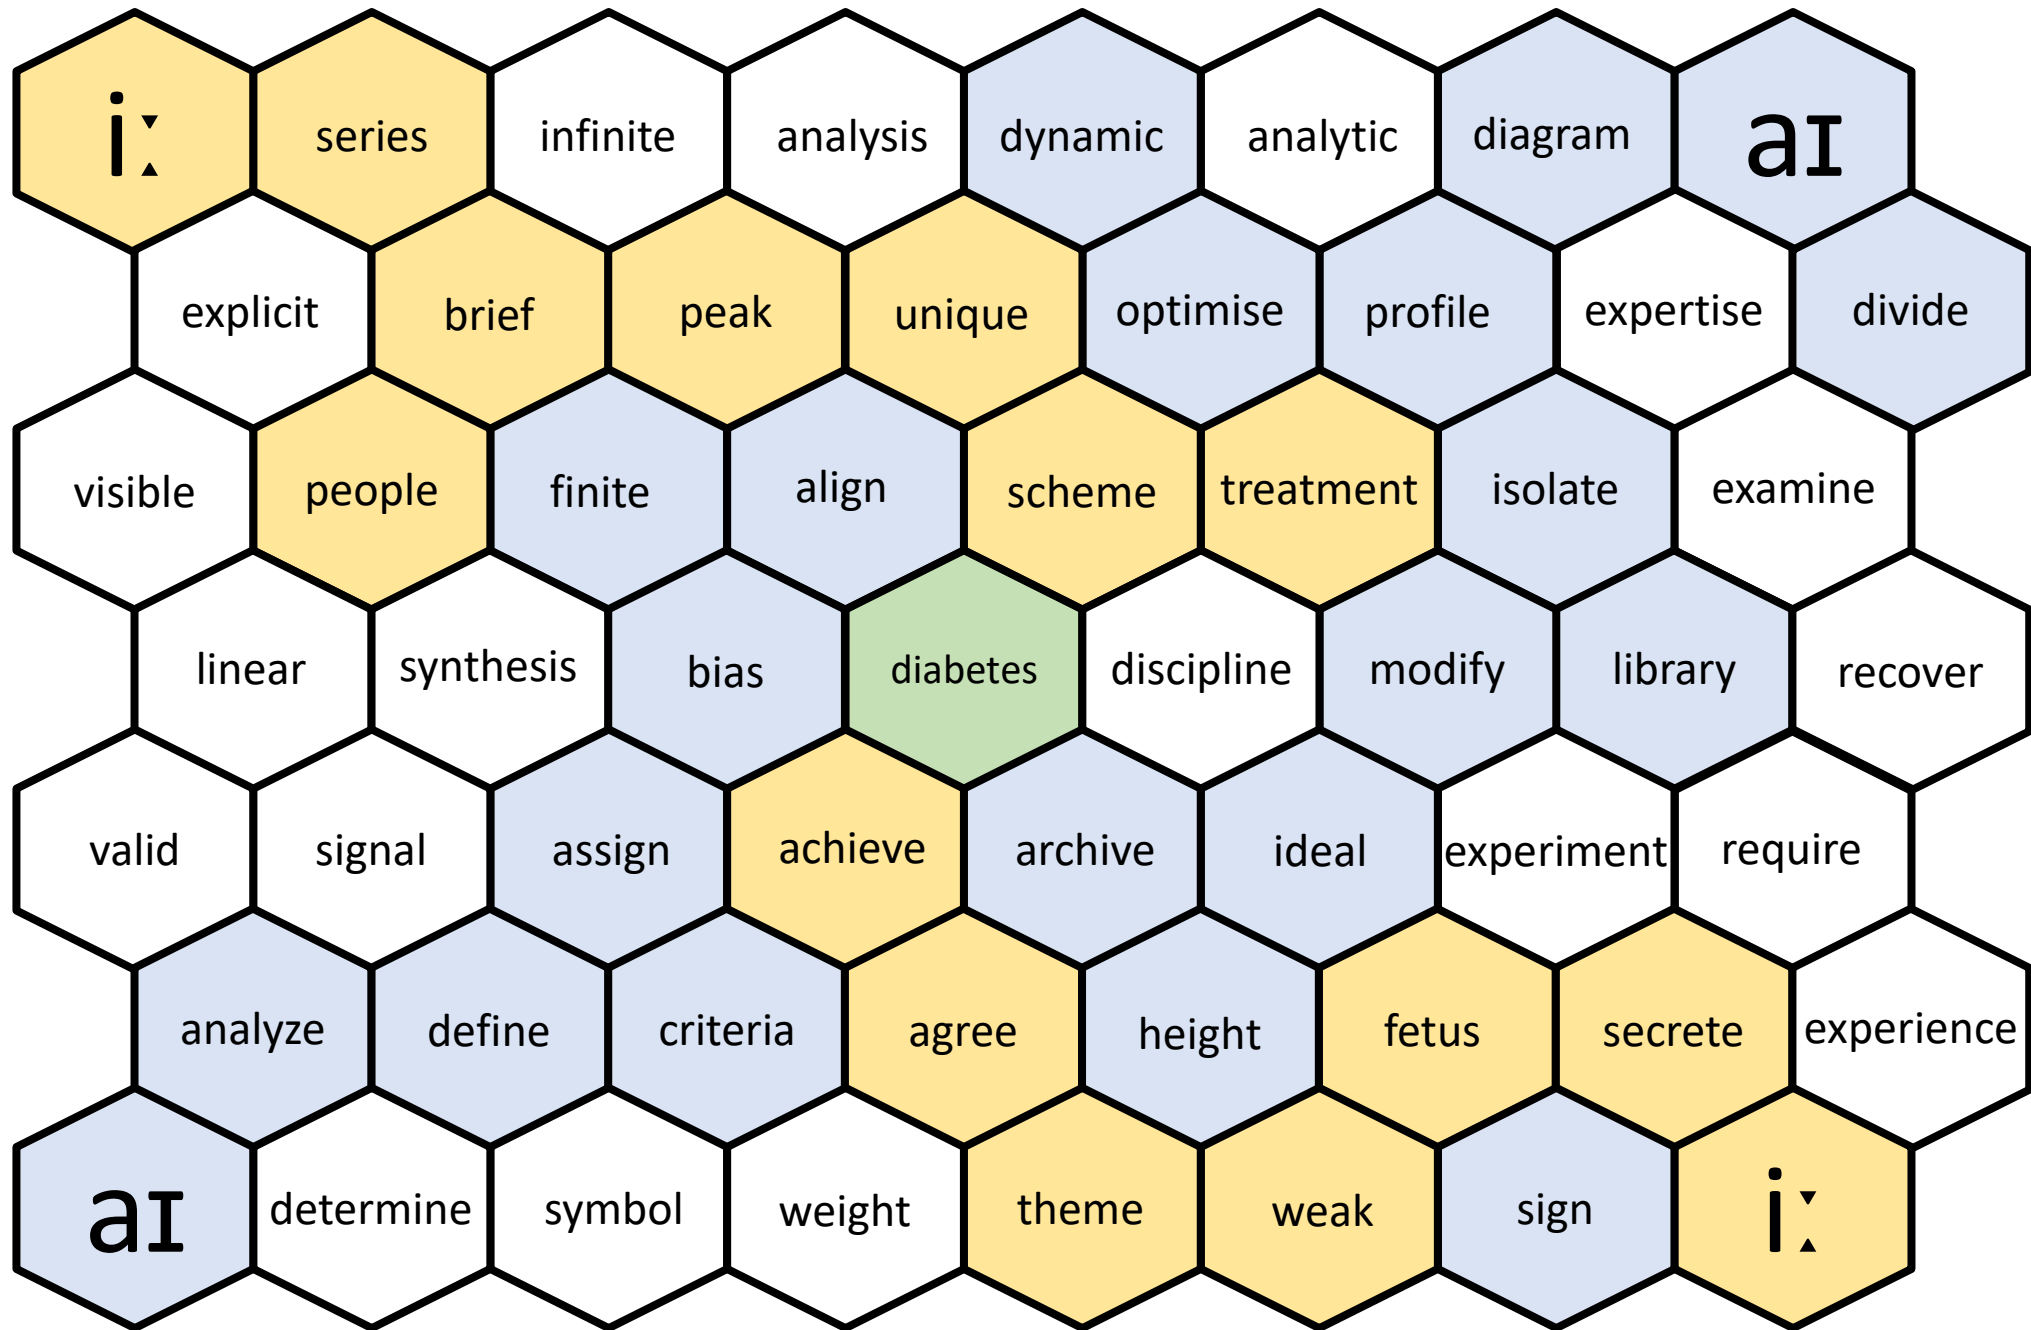 iː series infinite analysis dynamic analytic diagram aɪ
explicit brief peak unique optimise profile expertise divide
visible people finite align scheme treatment isolate examine
linear synthesis bias diabetes discipline modify library recover
valid signal assign achieve archive ideal experiment require
analyze define criteria agree height fetus secrete experience
aɪ determine symbol weight theme weak sign iː